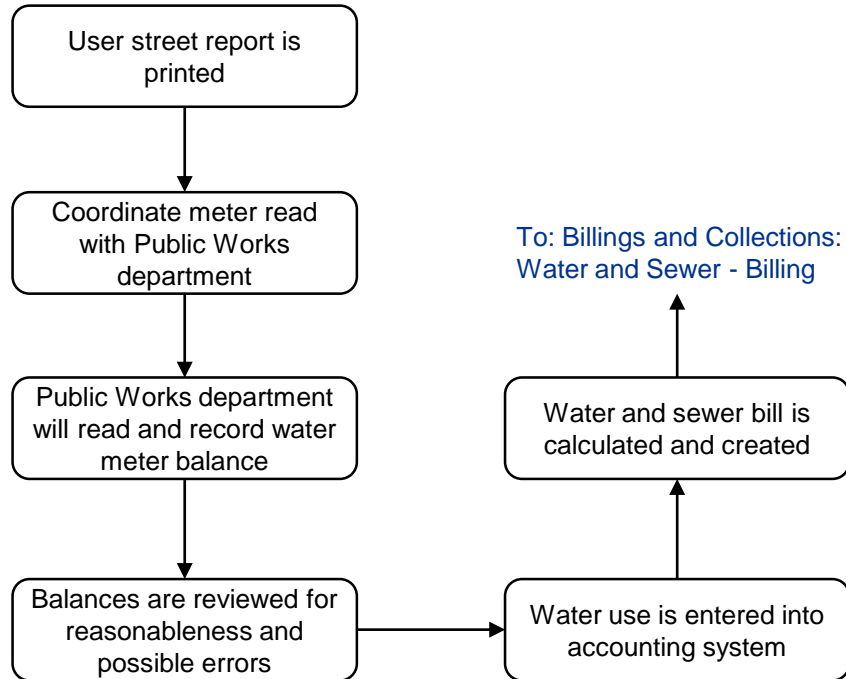 User street report is
printed
Coordinate meter read
with Public Works
department
Public Works department
will read and record water
meter balance
Balances are reviewed for
reasonableness and
possible errors
Water use is entered into
accounting system
Water and sewer bill is
calculated and created
To: Billings and Collections:
Water and Sewer - Billing